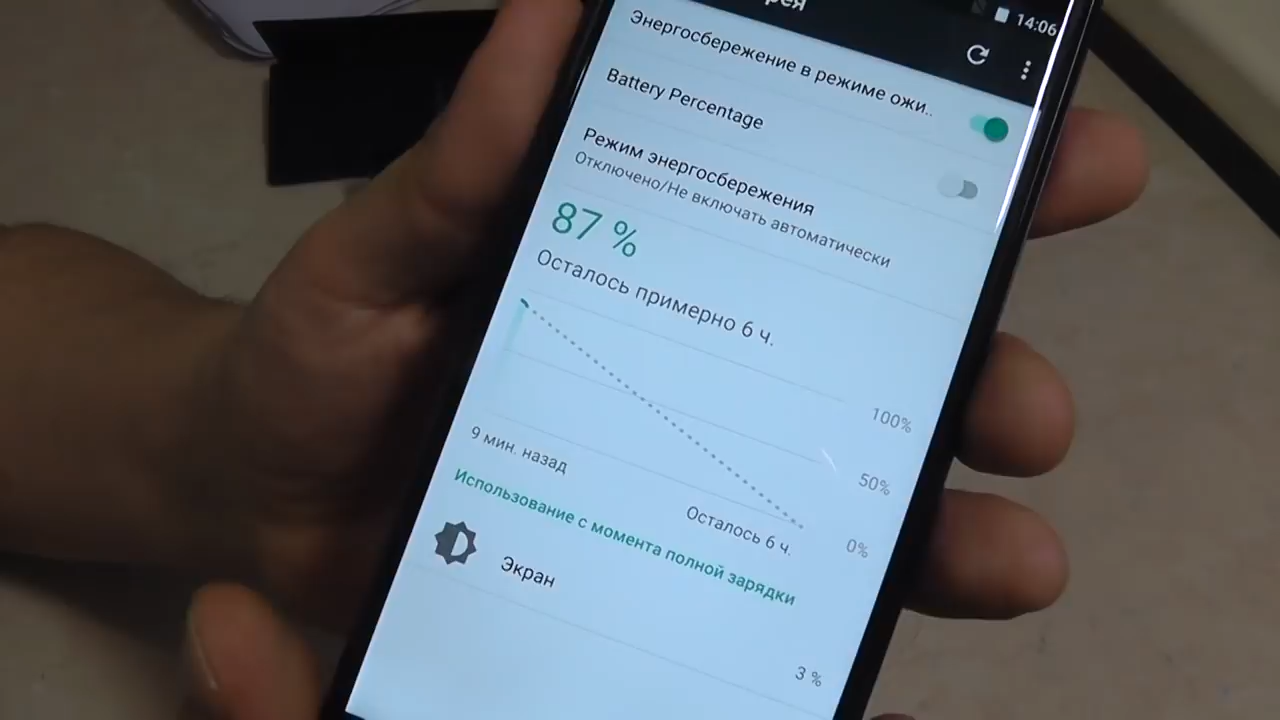 14:06
Энергосбережение в режиме ожи..
Battery Percentage
Режим энергосбережения
Отключено/Не включать автоматически
87 %
Осталось примерно 6 ч.
100%
50%
0%
9 мин. назад
Осталось 6 ч.
Использование с момента полной зарядки
Экран
3 %